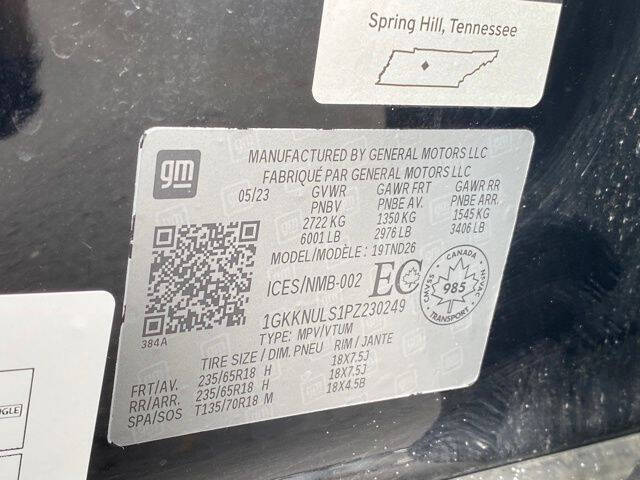 Spring Hill, Tennessee
gm
MANUFACTURED BY GENERAL MOTORS LLC
FABRIQUÉ PAR GENERAL MOTORS LLC
05/23 GVWR GAWR FRT GAWR RR
PNBV PNBE AV. PNBE ARR.
2722 KG 1350 KG 1545 KG
6001 LB 2976 LB 3406 LB
MODEL/MODÈLE: 19TND26
384A
ICES/NMB-002 EC
CANADA
985
SSVAC
HSVAC
1GKKNULS1PZ230249
TYPE: MPV/VTUM
TIRE SIZE / DIM. PNEU RIM / JANTE
FRT/AV. 235/65R18 H 18X7.5J
RR/ARR. 235/65R18 H 18X7.5J
SPA/SOS T135/70R18 M 18X4.5B